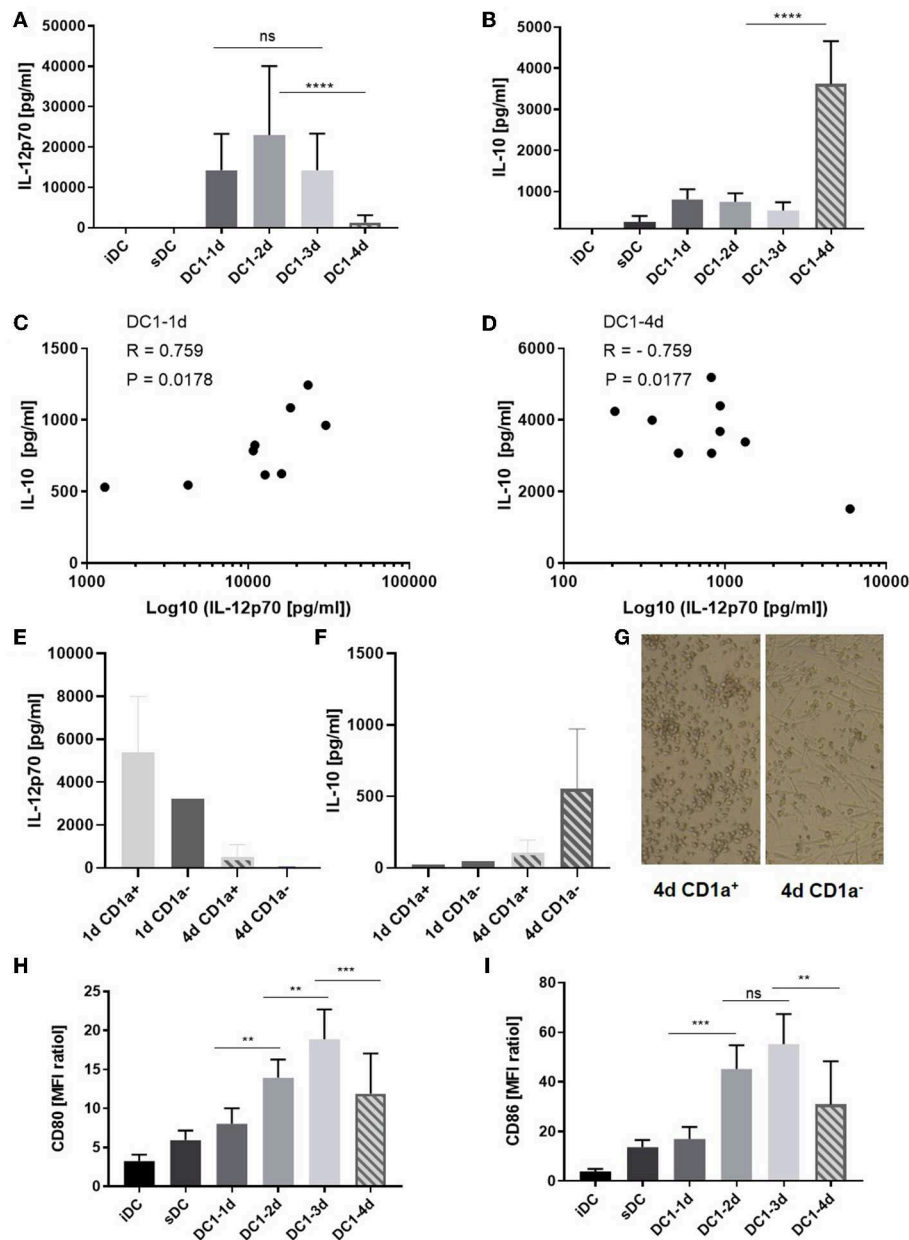 A
IL-12p70 [pg/ml]
50000
40000
30000
20000
10000
0
ns
****
iDC
sDC
DC1-1d
DC1-2d
DC1-3d
DC1-4d
B
IL-10 [pg/ml]
5000
4000
3000
2000
1000
****
iDC
sDC
DC1-1d
DC1-2d
DC1-3d
DC1-4d
C
DC1-1d
R = 0.759
P = 0.0178
IL-10 [pg/ml]
1500
1000
500
0
1000
10000
100000
Log10 (IL-12p70 [pg/ml])
D
DC1-4d
R = - 0.759
P = 0.0177
IL-10 [pg/ml]
6000
4000
2000
0
100
1000
10000
Log10 (IL-12p70 [pg/ml])
E
IL-12p70 [pg/ml]
10000
8000
6000
4000
2000
0
1d CD1a+
1d CD1a-
4d CD1a+
4d CD1a-
F
IL-10 [pg/ml]
1500
1000
500
0
1d CD1a+
1d CD1a-
4d CD1a+
4d CD1a-
G
4d CD1a⁺
4d CD1a⁻
H
CD80 [MFI ratiol]
25
20
15
10
5
0
**
**
***
iDC
sDC
DC1-1d
DC1-2d
DC1-3d
DC1-4d
I
CD86 [MFI ratiol]
80
60
40
20
0
***
ns
**
iDC
sDC
DC1-1d
DC1-2d
DC1-3d
DC1-4d